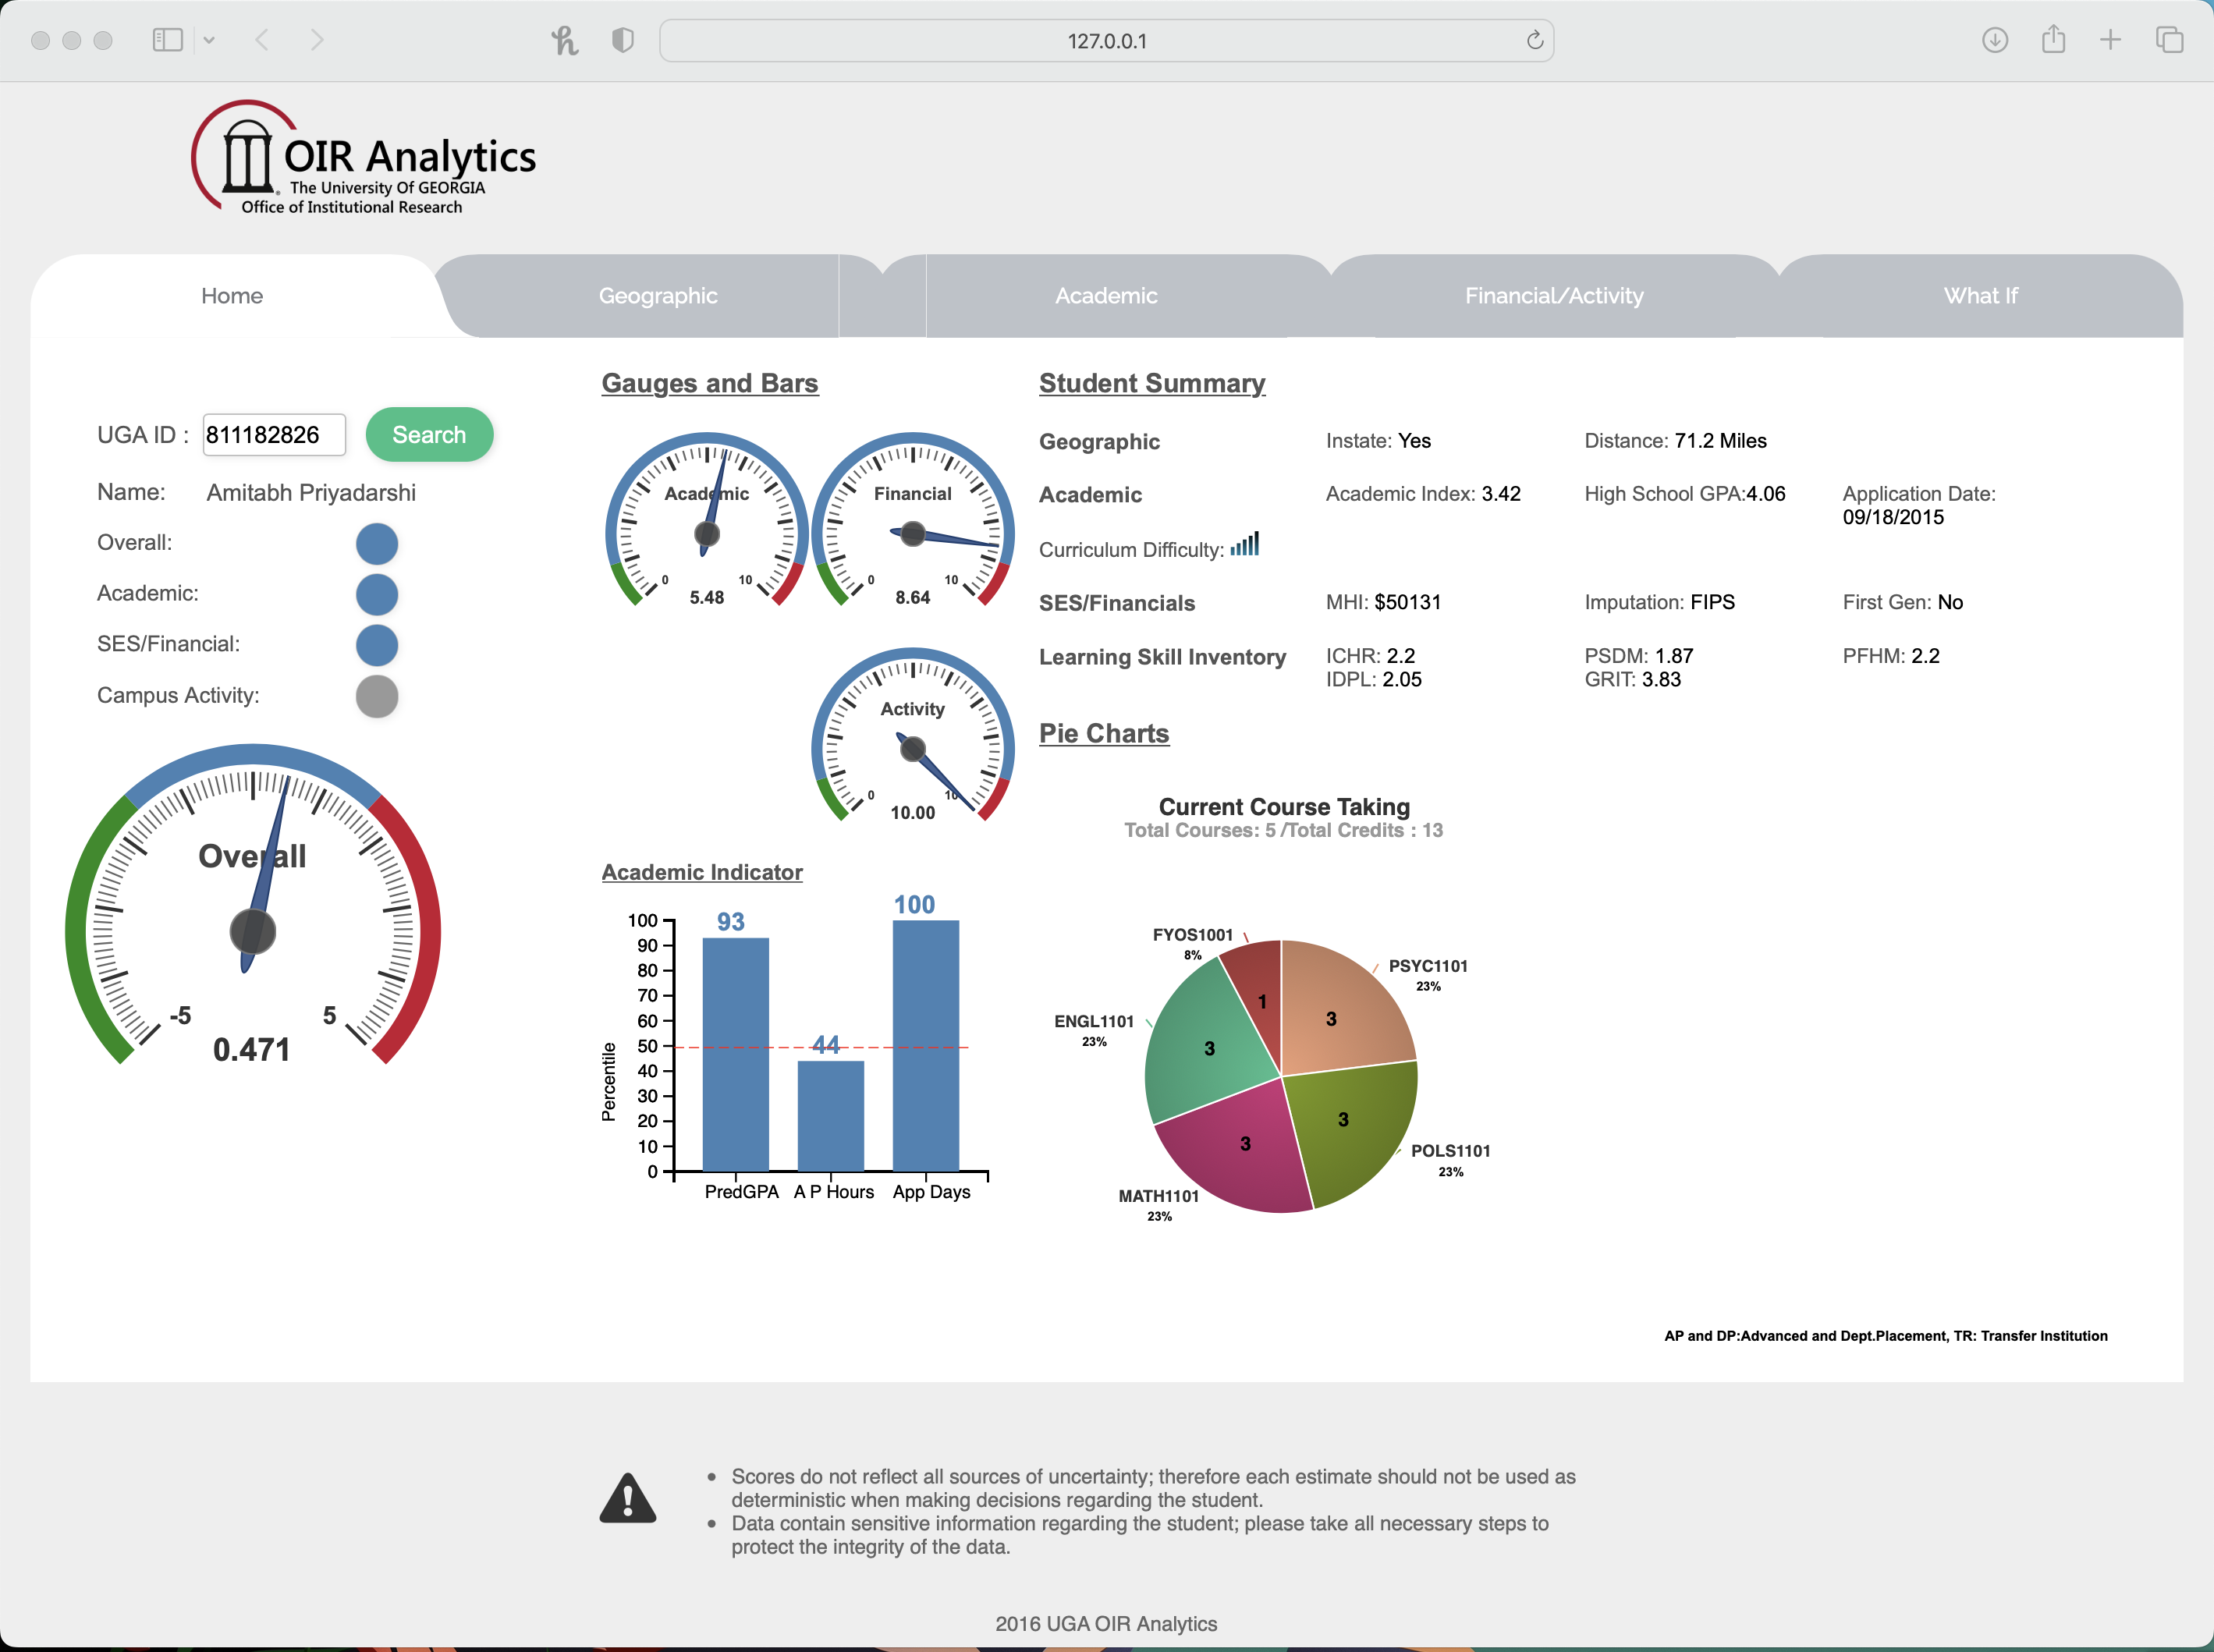 127.0.0.1
OIR Analytics
The University Of GEORGIA
Office of Institutional Research
Home
Geographic
Academic
Financial/Activity
What If
UGA ID :
811182826
Search
Name:
Amitabh Priyadarshi
Overall:
Academic:
SES/Financial:
Campus Activity:
Overall
-5
5
0.471
Gauges and Bars
Academic
0
10
5.48
Financial
0
10
8.64
Activity
0
10
10.00
Academic Indicator
Percentile
100
90
80
70
60
50
40
30
20
10
0
93
44
100
PredGPA
A P Hours
App Days
Student Summary
Geographic
Instate: Yes
Distance: 71.2 Miles
Academic
Academic Index: 3.42
High School GPA:4.06
Application Date:
09/18/2015
Curriculum Difficulty:
SES/Financials
MHI: $50131
Imputation: FIPS
First Gen: No
Learning Skill Inventory
ICHR: 2.2
PSDM: 1.87
PFHM: 2.2
IDPL: 2.05
GRIT: 3.83
Pie Charts
Current Course Taking
Total Courses: 5 /Total Credits : 13
FYOS1001
8%
PSYC1101
23%
ENGL1101
23%
POLS1101
23%
MATH1101
23%
1
3
3
3
3
AP and DP:Advanced and Dept.Placement, TR: Transfer Institution
Scores do not reflect all sources of uncertainty; therefore each estimate should not be used as
deterministic when making decisions regarding the student.
Data contain sensitive information regarding the student; please take all necessary steps to
protect the integrity of the data.
2016 UGA OIR Analytics